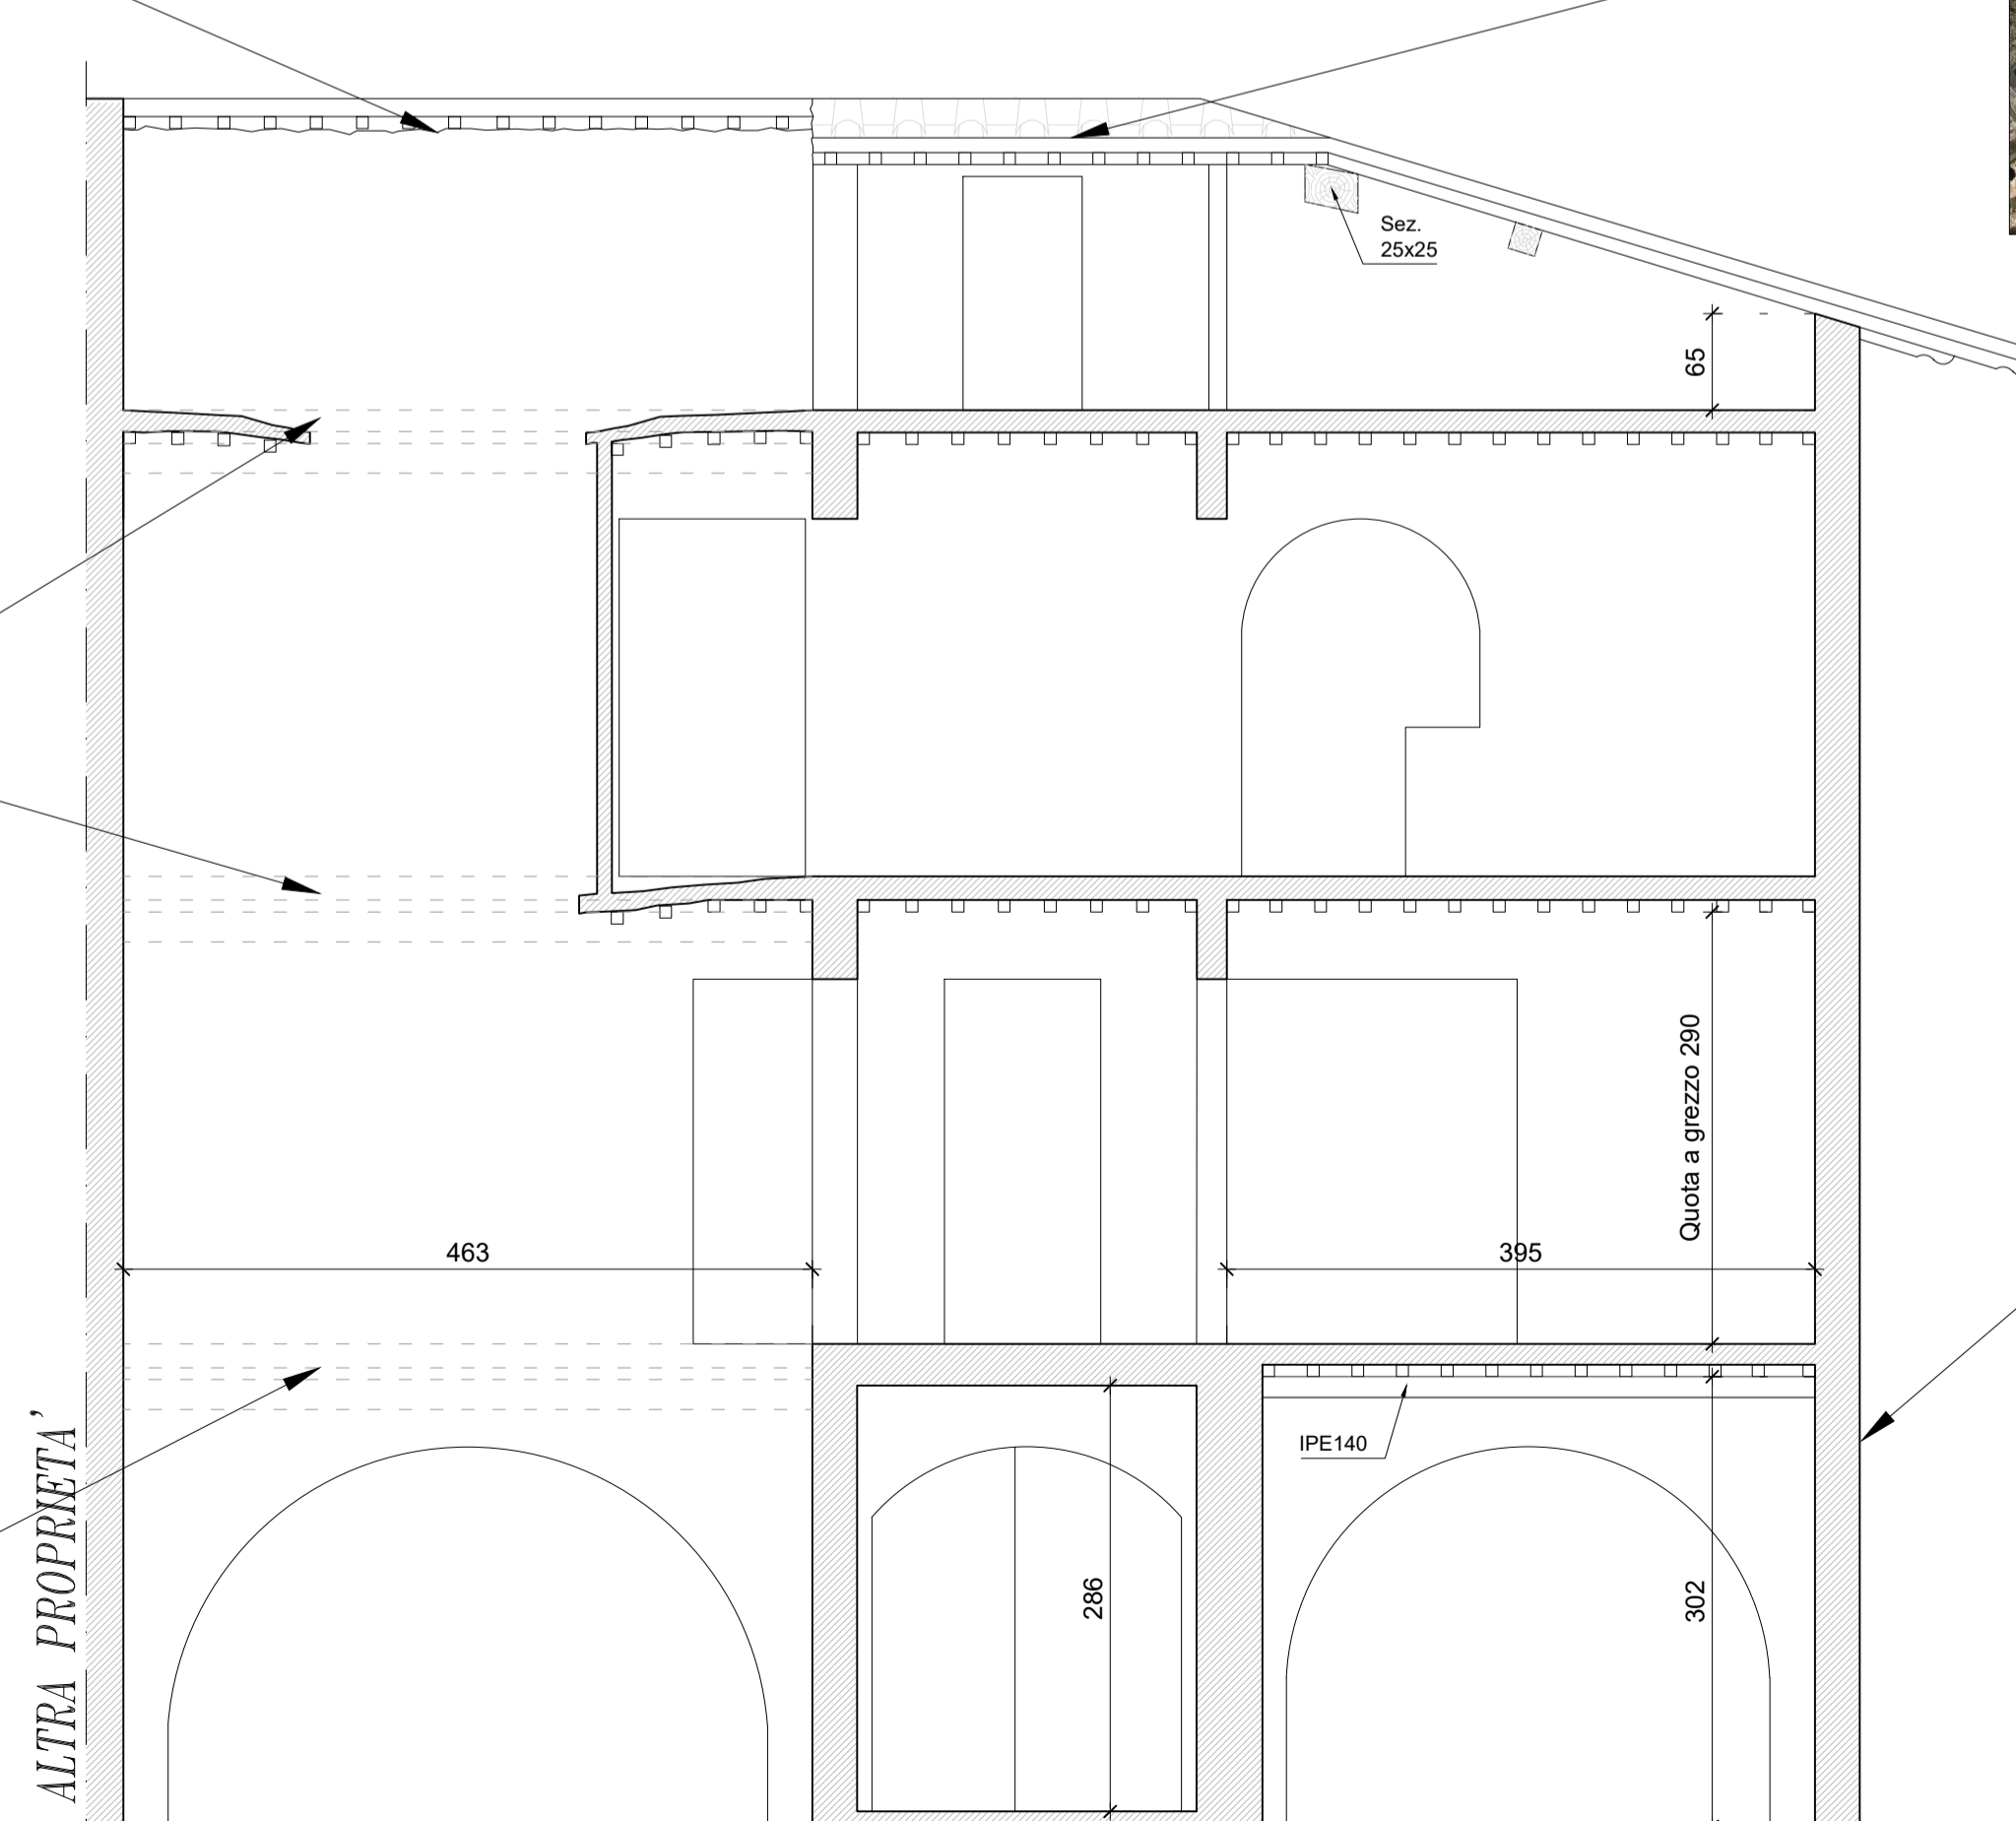 Sez.
25x25
65
Quota a grezzo 290
463
395
IPE140
286
302
ALTRA PROPRIETA'